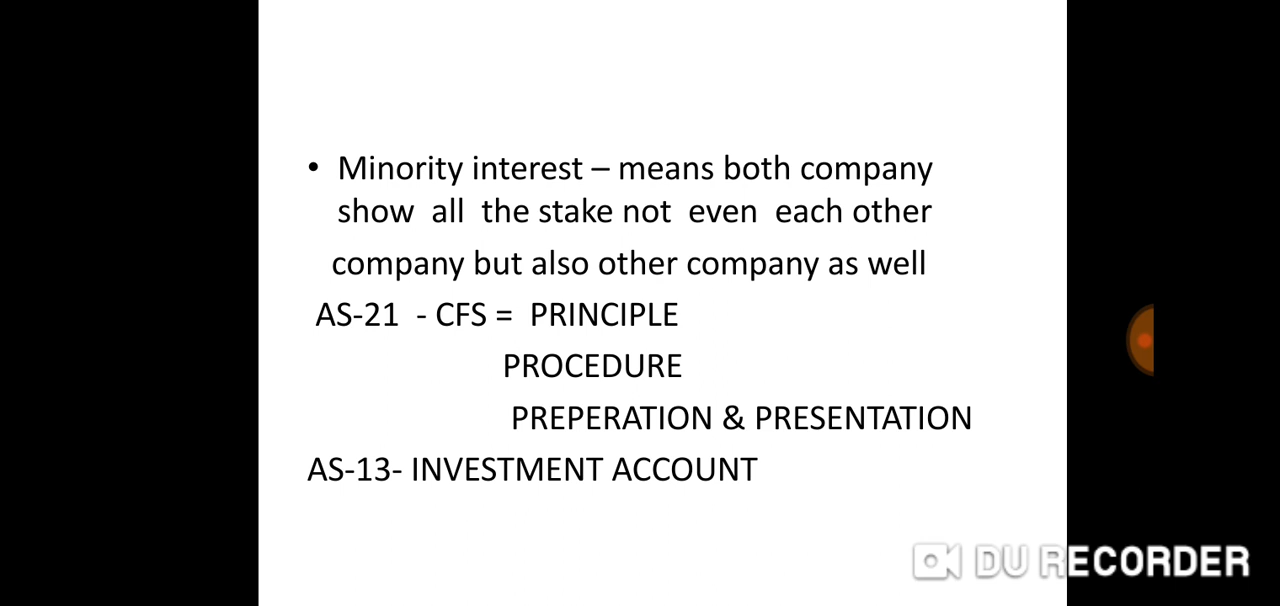 • Minority interest – means both company
show all the stake not even each other
company but also other company as well
AS-21 - CFS = PRINCIPLE
PROCEDURE
PREPERATION & PRESENTATION
AS-13- INVESTMENT ACCOUNT
DU RECORDER